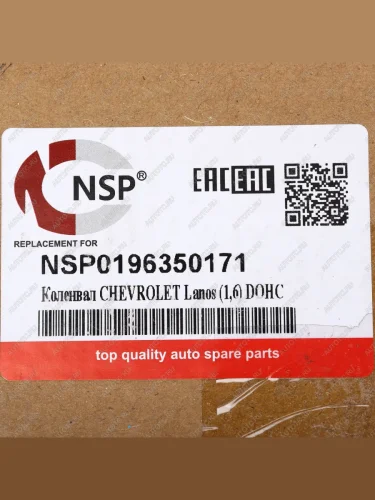 NSP®
EAC EAC
REPLACEMENT FOR
NSP0196350171
Коленвал CHEVROLET Lanos (1,6) DOHC
top quality auto spare parts